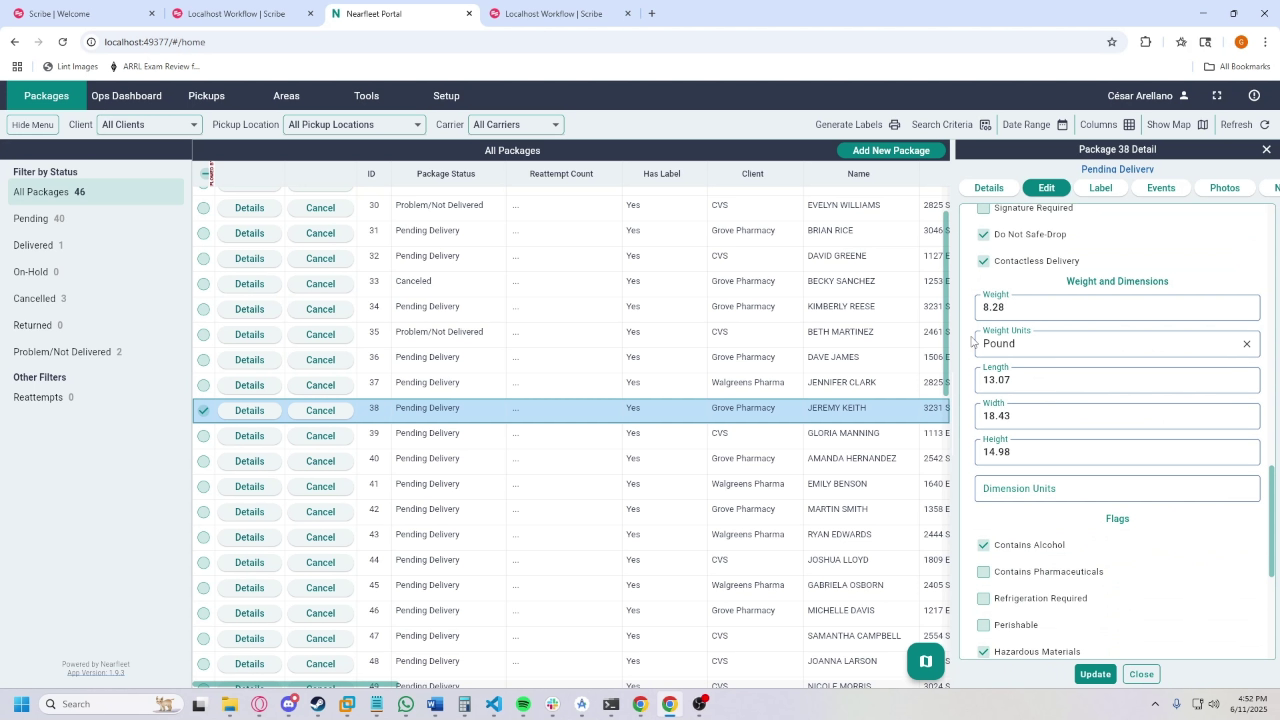 Scribe | Welcome
Localhost Workflow | Scribe
Nearfleet Portal
Localhost Workflow | Scribe
localhost:49377/#/home
Lint Images
ARRL Exam Review f...
All Bookmarks
Packages
Ops Dashboard
Pickups
Areas
Tools
Setup
César Arellano
Hide Menu
Client
All Clients
Pickup Location
All Pickup Locations
Carrier
All Carriers
Generate Labels
Search Criteria
Date Range
Columns
Show Map
Refresh
Filter by Status
All Packages 46
Pending 40
Delivered 1
On-Hold 0
Cancelled 3
Returned 0
Problem/Not Delivered 2
Other Filters
Reattempts 0
Powered by Nearfleet
App Version: 1.9.3
All Packages
Add New Package
ID Package Status Reattempt Count Has Label Client Name
Details Cancel 30 Problem/Not Delivered ... Yes CVS EVELYN WILLIAMS 2825 S
Details Cancel 31 Pending Delivery ... Yes Grove Pharmacy BRIAN RICE 3046
Details Cancel 32 Pending Delivery ... Yes CVS DAVID GREENE 1127
Details Cancel 33 Canceled ... Yes Grove Pharmacy BECKY SANCHEZ 1253
Details Cancel 34 Pending Delivery ... Yes Grove Pharmacy KIMBERLY REESE 3231
Details Cancel 35 Problem/Not Delivered ... Yes CVS BETH MARTINEZ 2461
Details Cancel 36 Pending Delivery ... Yes Grove Pharmacy DAVE JAMES 1506
Details Cancel 37 Pending Delivery ... Yes Walgreens Pharma JENNIFER CLARK 2825
Details Cancel 38 Pending Delivery ... Yes Grove Pharmacy JEREMY KEITH 3231 S
Details Cancel 39 Pending Delivery ... Yes CVS GLORIA MANNING 1113 E
Details Cancel 40 Pending Delivery ... Yes Grove Pharmacy AMANDA HERNANDEZ 2542 S
Details Cancel 41 Pending Delivery ... Yes Walgreens Pharma EMILY BENSON 1640 E
Details Cancel 42 Pending Delivery ... Yes Grove Pharmacy MARTIN SMITH 1358 E
Details Cancel 43 Pending Delivery ... Yes Walgreens Pharma RYAN EDWARDS 2444 S
Details Cancel 44 Pending Delivery ... Yes CVS JOSHUA LLOYD 1809 E
Details Cancel 45 Pending Delivery ... Yes Walgreens Pharma GABRIELA OSBORN 2405 S
Details Cancel 46 Pending Delivery ... Yes Grove Pharmacy MICHELLE DAVIS 1217 E
Details Cancel 47 Pending Delivery ... Yes CVS SAMANTHA CAMPBELL 2554 S
Details Cancel 48 Pending Delivery ... Yes CVS JOANNA LARSON 3029 S
49 Pending Delivery Yes CVS NICOLE MORRIS 3024 S
Package 38 Detail
Pending Delivery
Details
Edit
Label
Events
Photos
N
Signature Required
Do Not Safe-Drop
Contactless Delivery
Weight and Dimensions
Weight
8.28
Weight Units
Pound
Length
13.07
Width
18.43
Height
14.98
Dimension Units
Flags
Contains Alcohol
Contains Pharmaceuticals
Refrigeration Required
Perishable
Hazardous Materials
Update
Close
Search
4:52 PM
6/11/2025